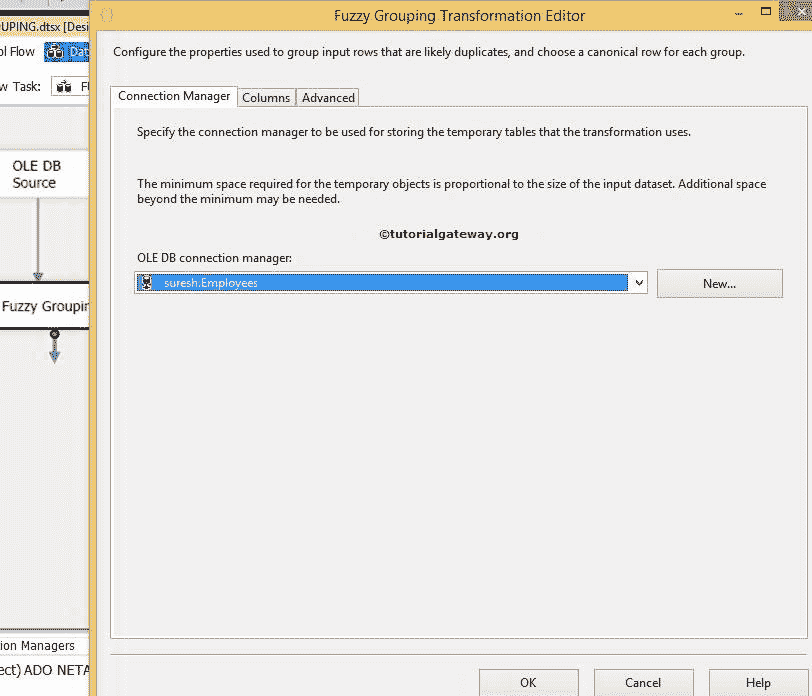 Fuzzy Grouping Transformation Editor
UPING.dtsx [Desi
Configure the properties used to group input rows that are likely duplicates, and choose a canonical row for each group.
ol Flow
Dat
w Task:
Fl
Connection Manager
Columns
Advanced
Specify the connection manager to be used for storing the temporary tables that the transformation uses.
OLE DB
Source
The minimum space required for the temporary objects is proportional to the size of the input dataset. Additional space
beyond the minimum may be needed.
©tutorialgateway.org
OLE DB connection manager:
suresh.Employees
New...
Fuzzy Groupin
ion Managers
ect) ADO NETA
OK
Cancel
Help